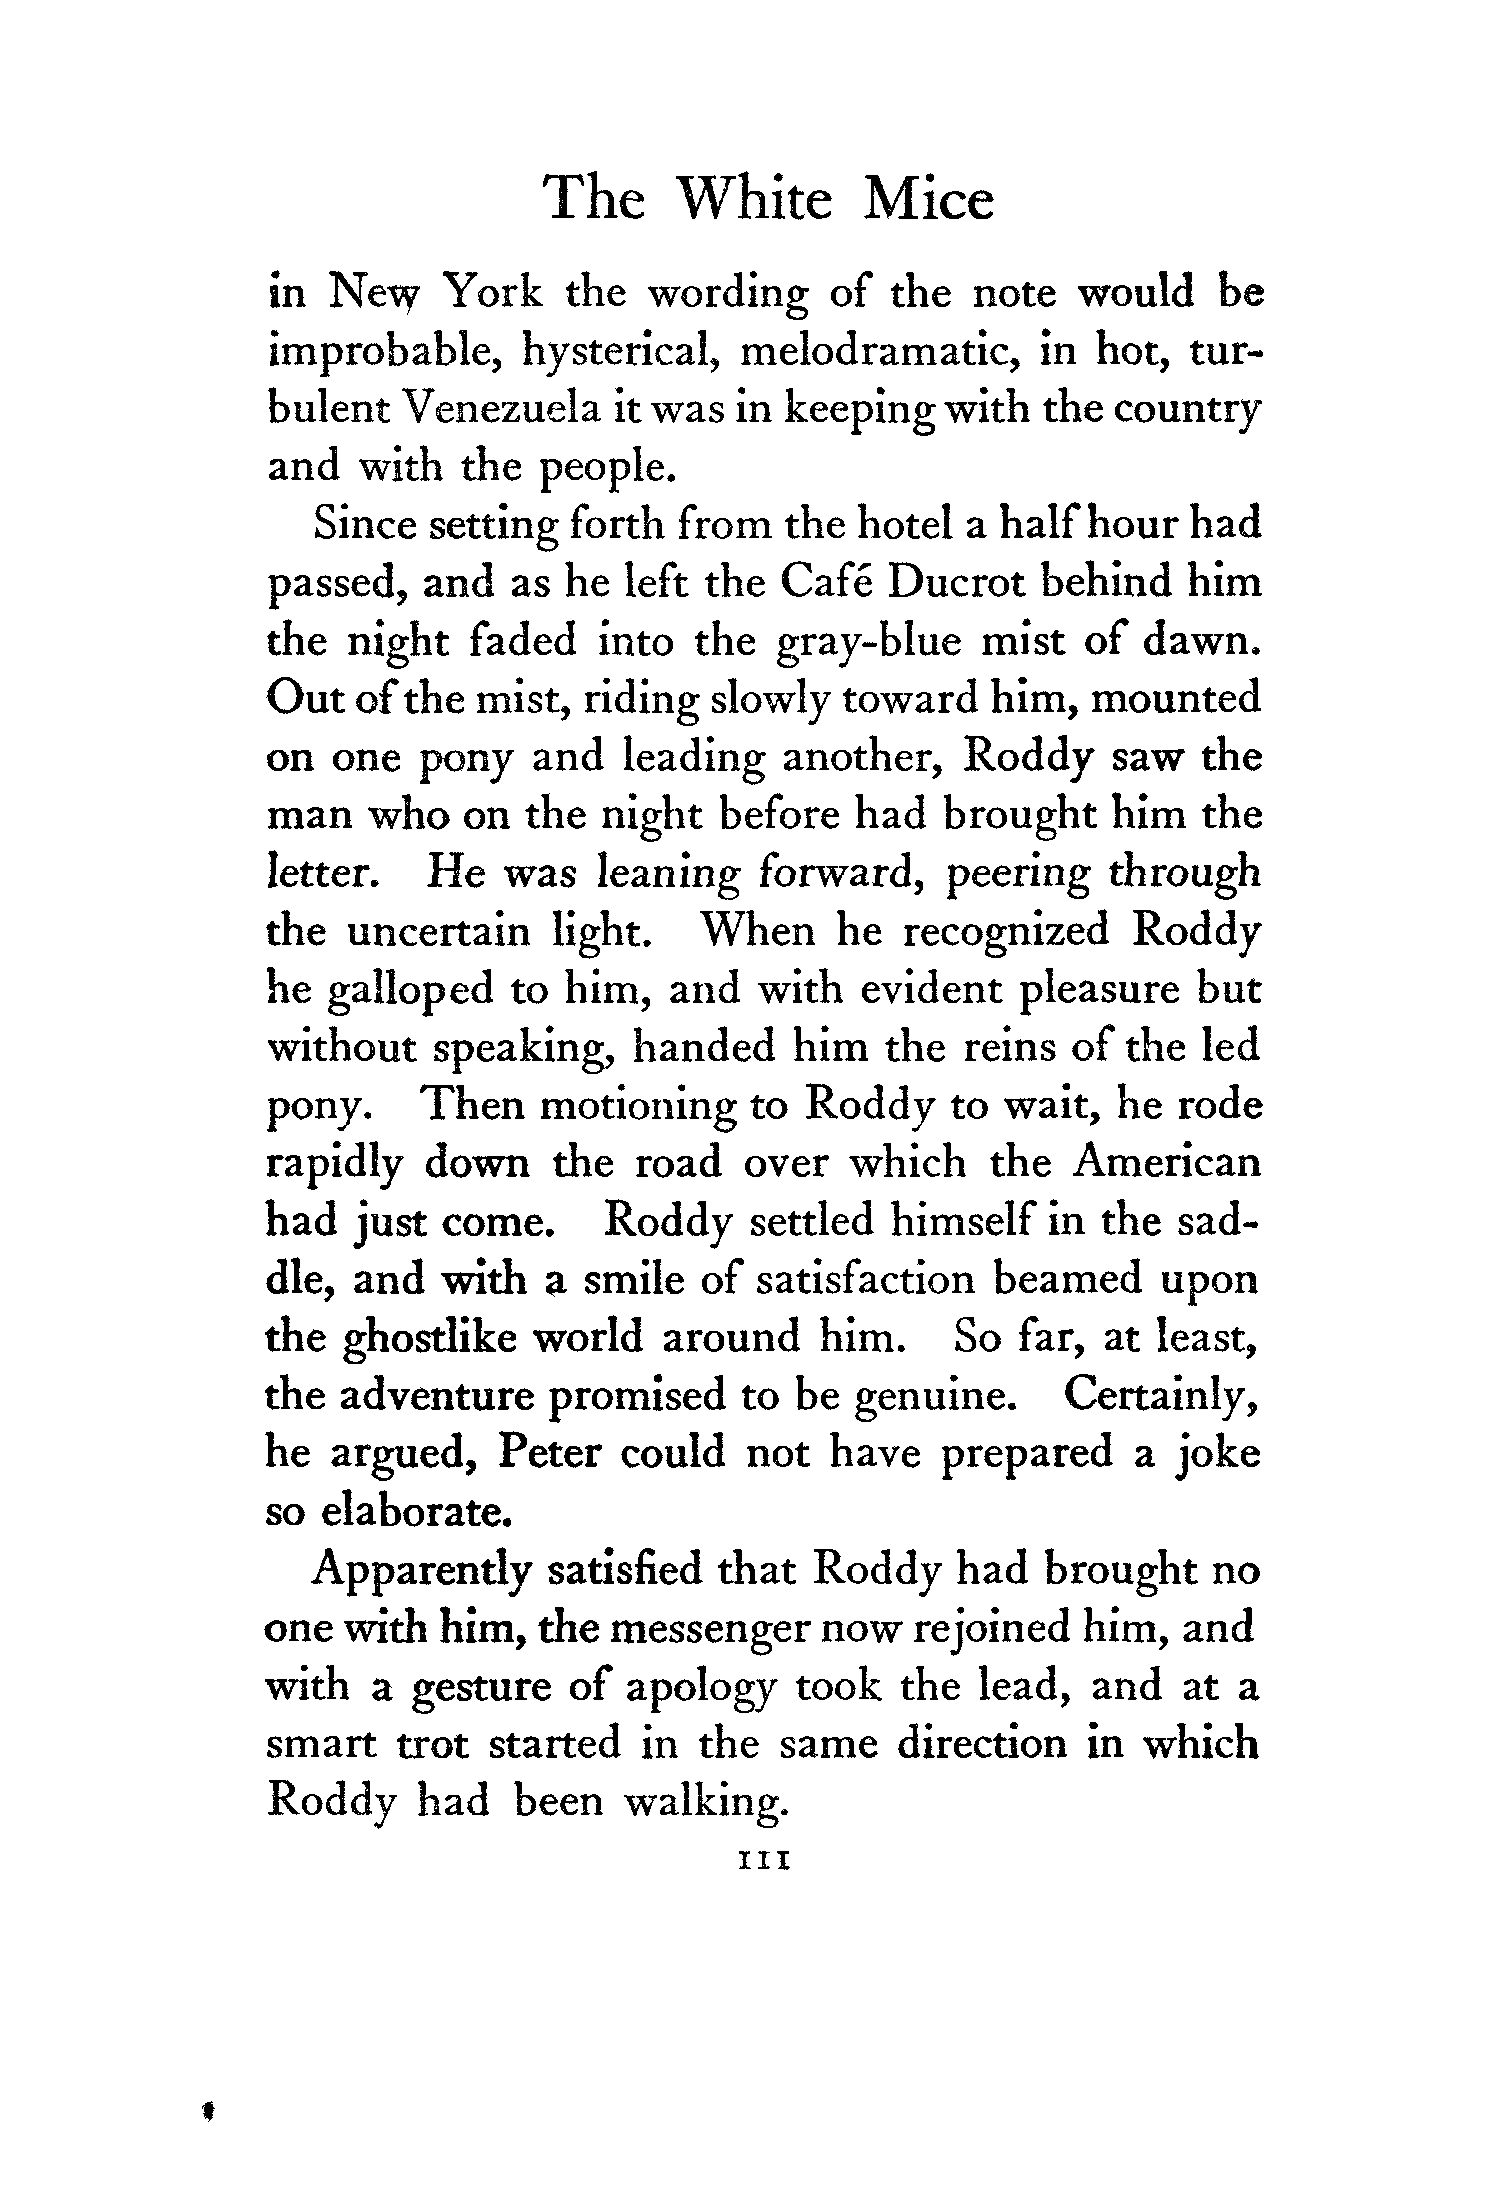 The White Mice
in New York the wording of the note would be
improbable, hysterical, melodramatic, in hot, tur-
bulent Venezuela it was in keeping with the country
and with the people.
Since setting forth from the hotel a half hour had
passed, and as he left the Café Ducrot behind him
the night faded into the gray-blue mist of dawn.
Out of the mist, riding slowly toward him, mounted
on one pony and leading another, Roddy saw the
man who on the night before had brought him the
letter. He was leaning forward, peering through
the uncertain light. When he recognized Roddy
he galloped to him, and with evident pleasure but
without speaking, handed him the reins of the led
pony. Then motioning to Roddy to wait, he rode
rapidly down the road over which the American
had just come. Roddy settled himself in the sad-
dle, and with a smile of satisfaction beamed upon
the ghostlike world around him. So far, at least,
the adventure promised to be genuine. Certainly,
he argued, Peter could not have prepared a joke
so elaborate.
Apparently satisfied that Roddy had brought no
one with him, the messenger now rejoined him, and
with a gesture of apology took the lead, and at a
smart trot started in the same direction in which
Roddy had been walking.
111